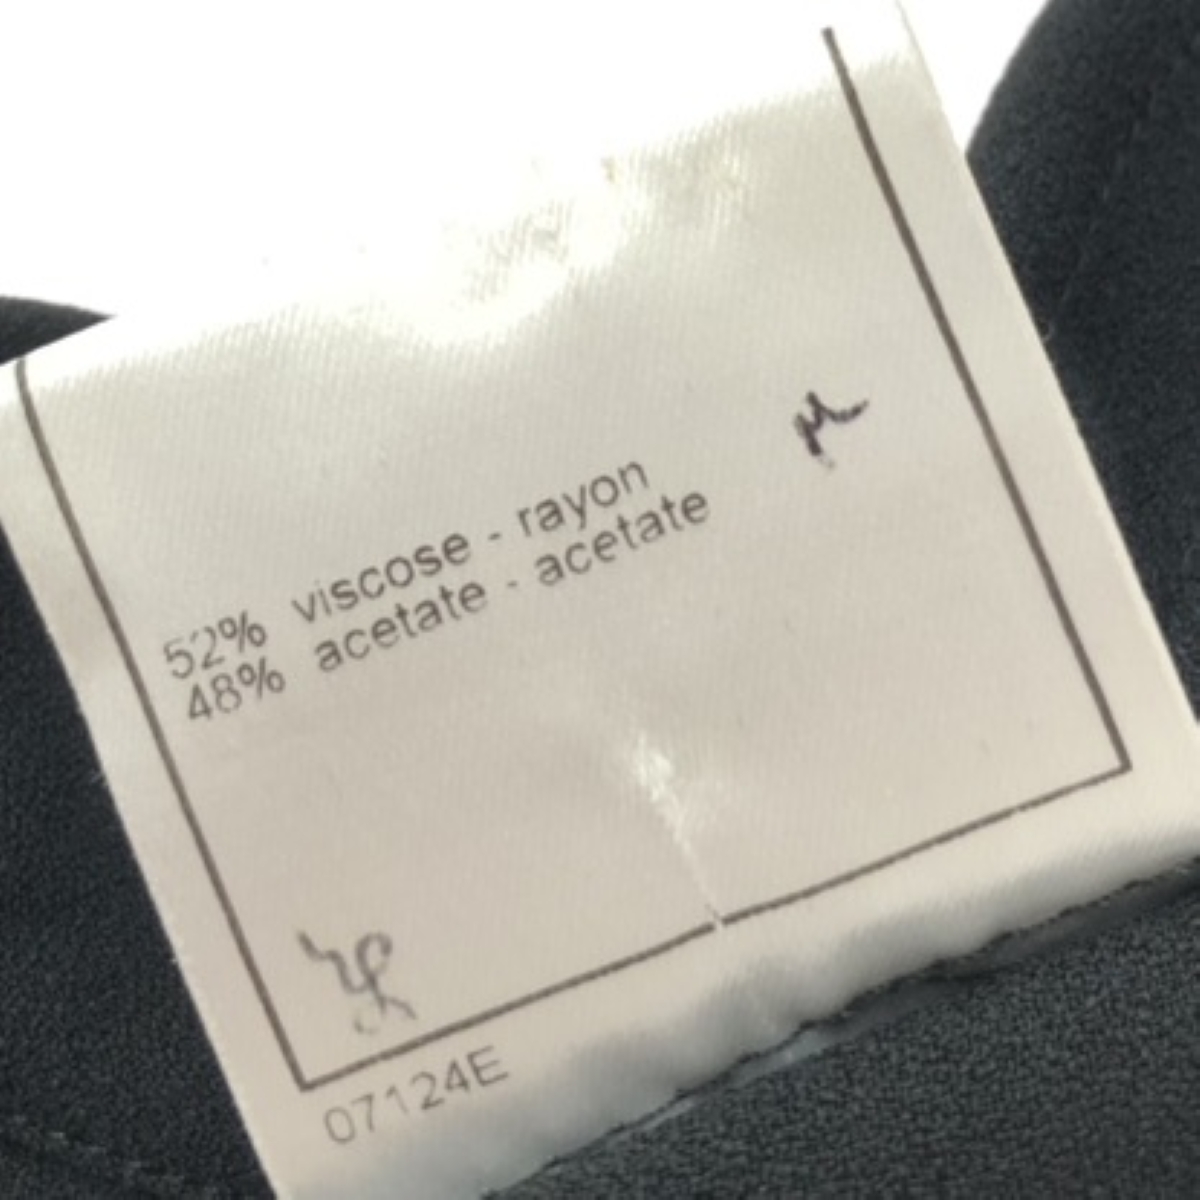 52% viscose - rayon
48% acetate - acetate
07124E